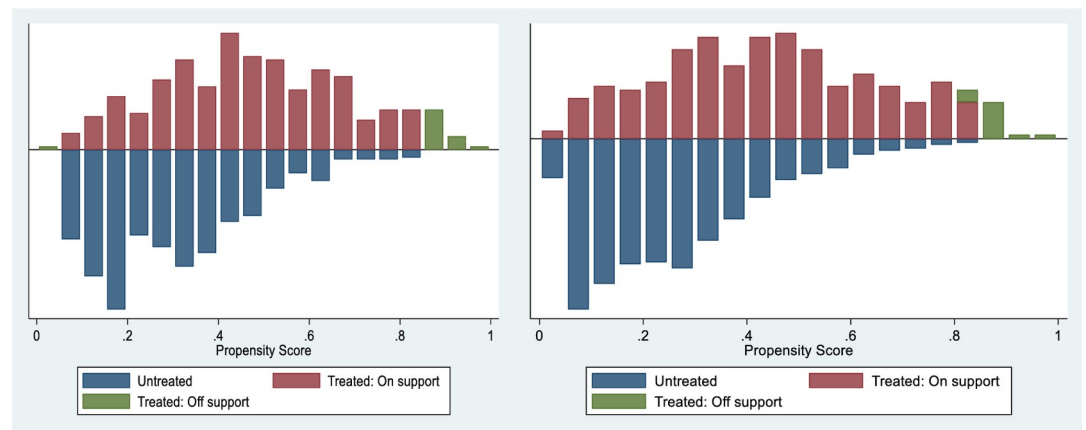 0 .2 .4 .6 .8 1
Propensity Score
Untreated Treated: On support
Treated: Off support
0 .2 .4 .6 .8 1
Propensity Score
Untreated Treated: On support
Treated: Off support